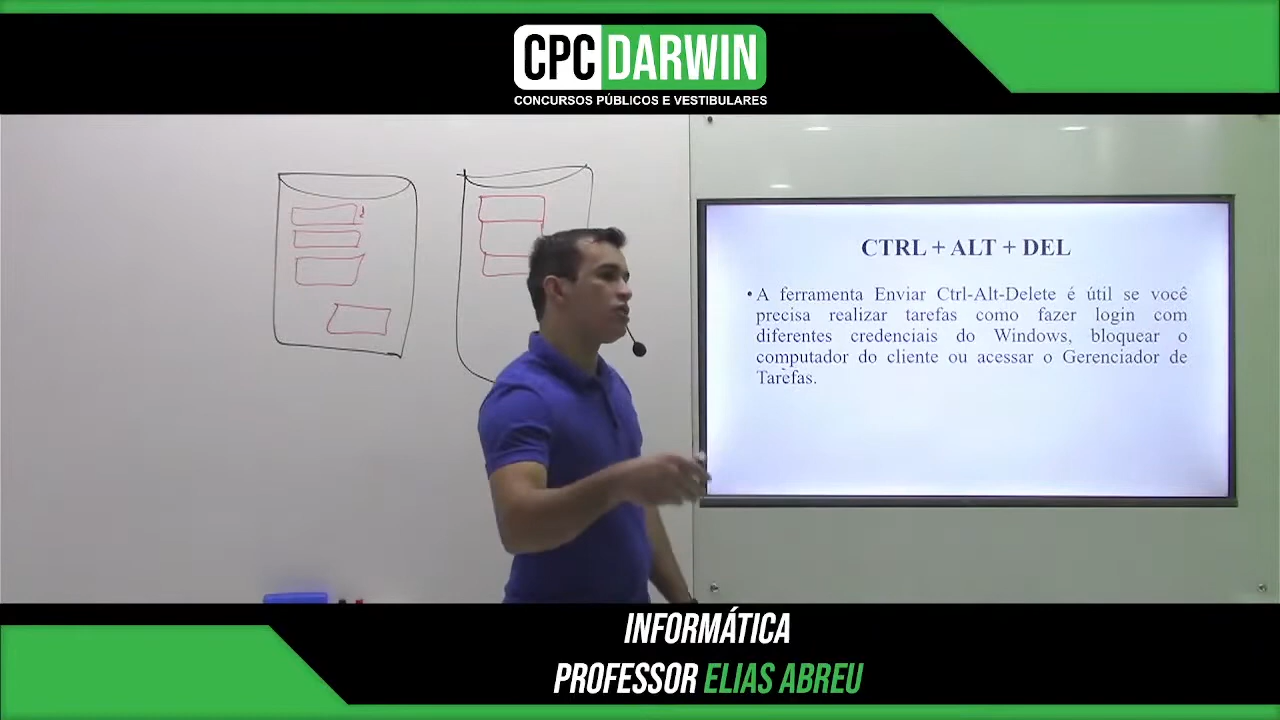 CPC DARWIN
CONCURSOS PÚBLICOS E VESTIBULARES
CTRL + ALT + DEL
• A ferramenta Enviar Ctrl-Alt-Delete é útil se você
precisa realizar tarefas como fazer login com
diferentes credenciais do Windows, bloquear o
computador do cliente ou acessar o Gerenciador de
Tarefas.
INFORMÁTICA
PROFESSOR ELIAS ABREU